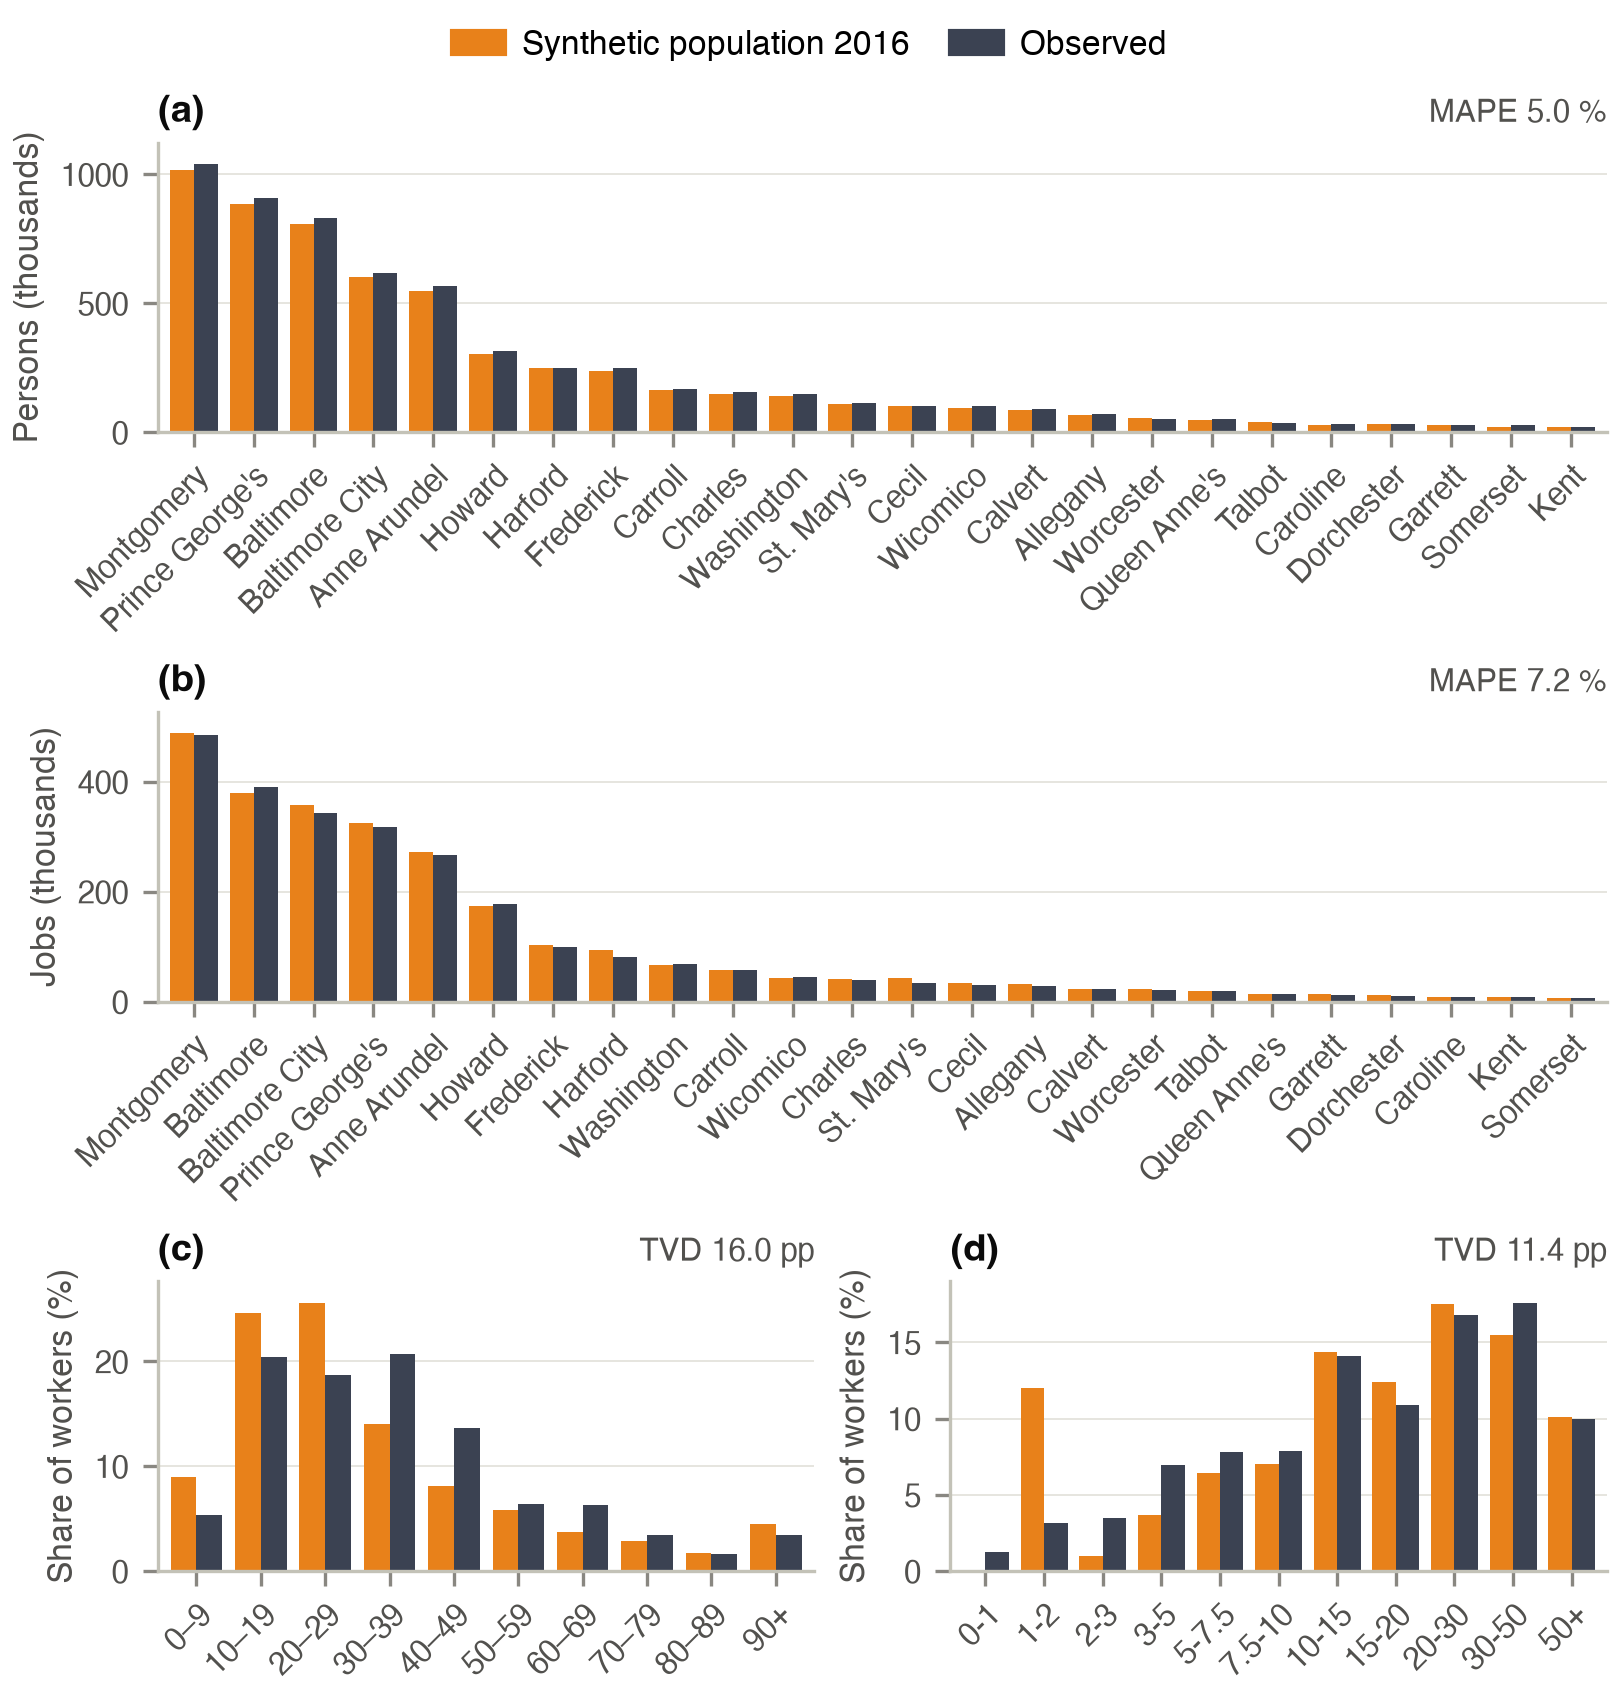 Synthetic population 2016 Observed
(a) MAPE 5.0 %
Persons (thousands)
1000
500
0
Montgomery
Prince George's
Baltimore
Baltimore City
Anne Arundel
Howard
Harford
Frederick
Carroll
Charles
Washington
St. Mary's
Cecil
Wicomico
Calvert
Allegany
Worcester
Queen Anne's
Talbot
Caroline
Dorchester
Garrett
Somerset
Kent
(b) MAPE 7.2 %
Jobs (thousands)
400
200
0
Montgomery
Baltimore
Baltimore City
Prince George's
Anne Arundel
Howard
Frederick
Harford
Washington
Carroll
Wicomico
Charles
St. Mary's
Cecil
Allegany
Calvert
Worcester
Talbot
Queen Anne's
Garrett
Dorchester
Caroline
Kent
Somerset
(c) TVD 16.0 pp
Share of workers (%)
20
10
0
0–9
10–19
20–29
30–39
40–49
50–59
60–69
70–79
80–89
90+
(d) TVD 11.4 pp
Share of workers (%)
15
10
5
0
0-1
1-2
2-3
3-5
5-7.5
7.5-10
10-15
15-20
20-30
30-50
50+